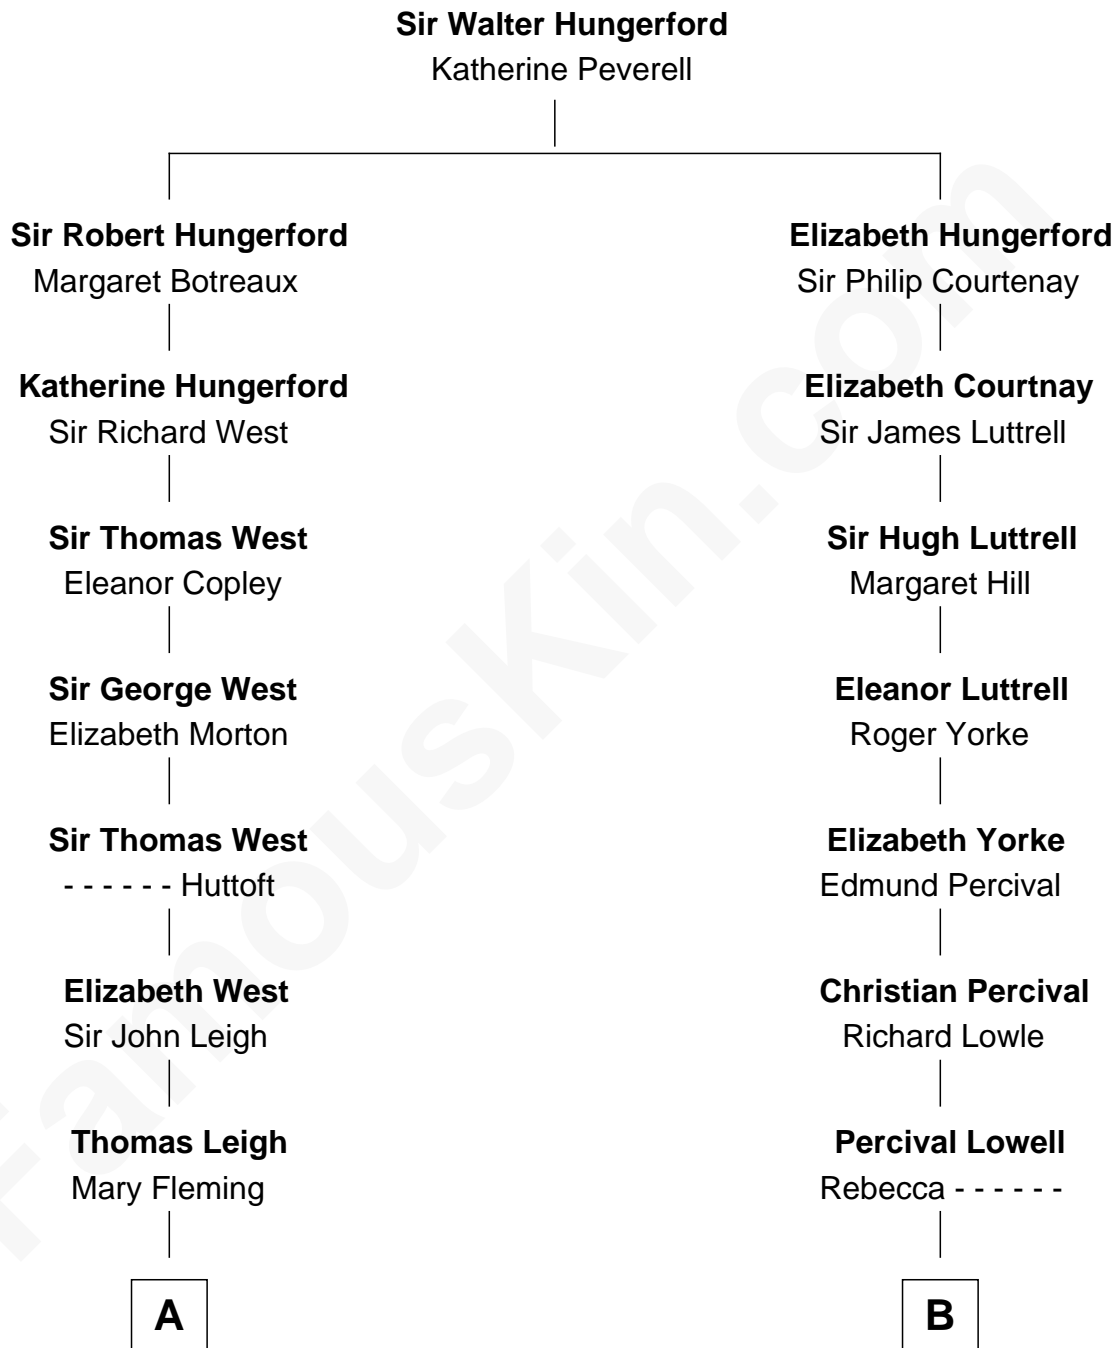 Sir Walter Hungerford
Katherine Peverell
Sir Robert Hungerford
Margaret Botreaux
Elizabeth Hungerford
Sir Philip Courtenay
Katherine Hungerford
Sir Richard West
Elizabeth Courtnay
Sir James Luttrell
Sir Thomas West
Eleanor Copley
Sir Hugh Luttrell
Margaret Hill
Sir George West
Elizabeth Morton
Eleanor Luttrell
Roger Yorke
Sir Thomas West
- - - - - - Huttoft
Elizabeth Yorke
Edmund Percival
Elizabeth West
Sir John Leigh
Christian Percival
Richard Lowle
Thomas Leigh
Mary Fleming
Percival Lowell
Rebecca - - - - - -
A
B
FamousKin.com